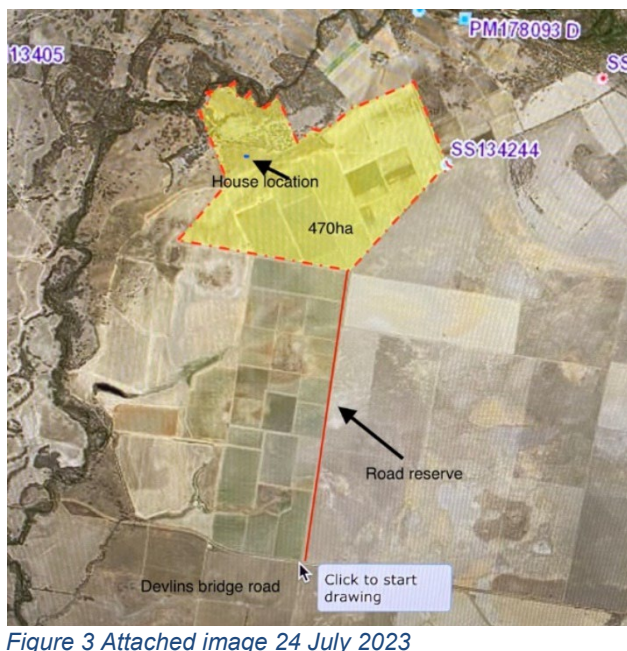 PM178093 D
13405
SS
SS134244
House location
470ha
Road reserve
Click to start
drawing
Devlins bridge road
Figure 3 Attached image 24 July 2023